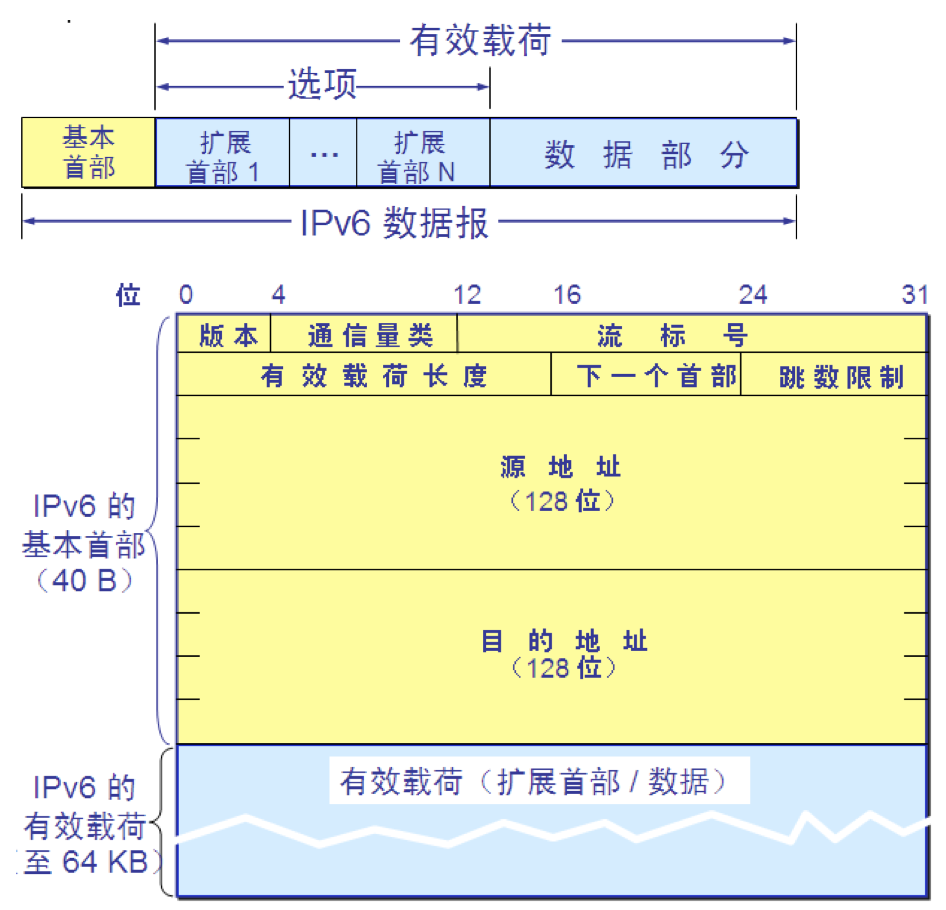 有效载荷
选项
基本
首部
扩展
首部 1
…
扩展
首部 N
数 据 部 分
IPv6 数据报
位 0 4 12 16 24 31
版 本 通 信 量 类 流 标 号
有 效 载 荷 长 度 下 一 个 首 部 跳 数 限 制
源 地 址
（128 位）
IPv6 的
基本首部
（40 B）
目 的 地 址
（128 位）
IPv6 的
有效载荷
至 64 KB）
有效载荷（扩展首部 / 数据）